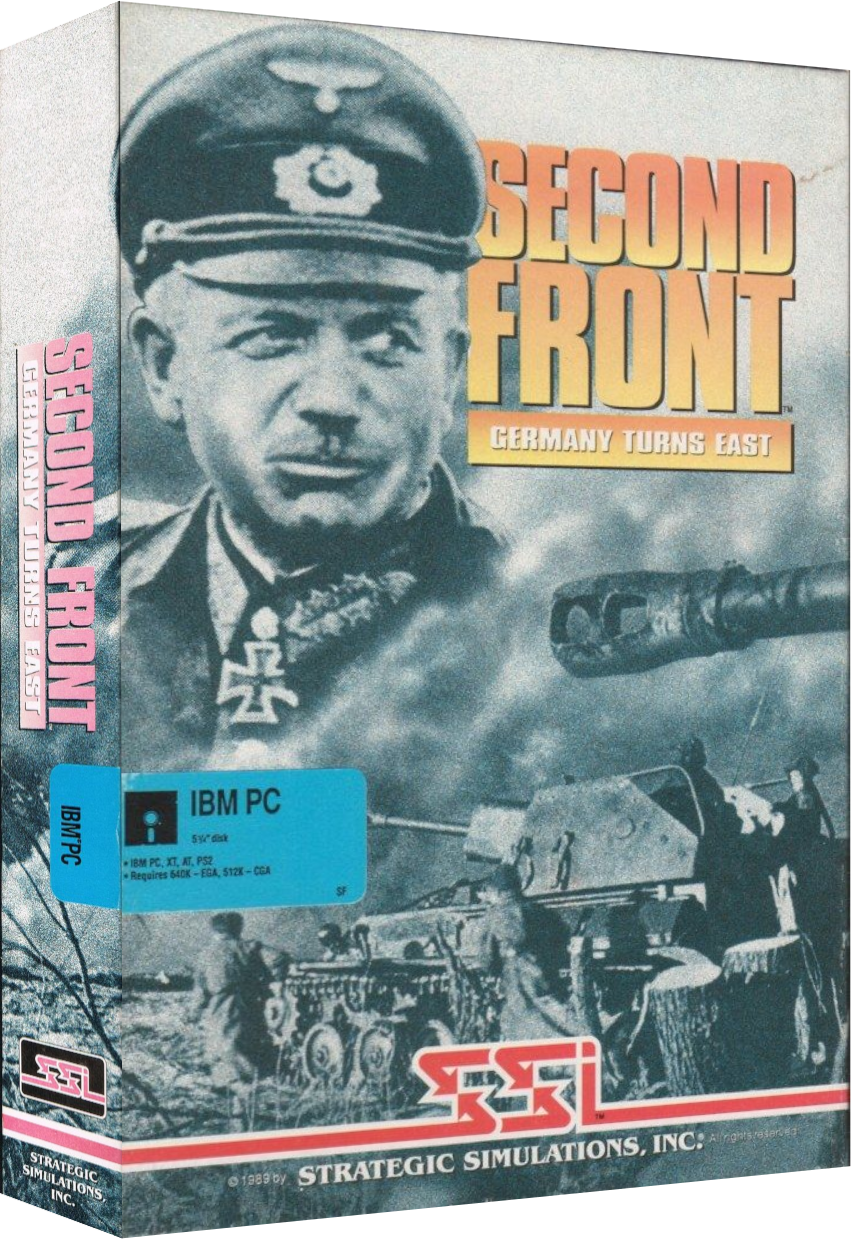 SECOND
FRONT
TM
GERMANY TURNS EAST
SECOND FRONT
GERMANY TURNS EAST
IBM PC
IBM PC
5¼" disk
• IBM PC, XT, AT, PS2
• Requires 640K – EGA, 512K – CGA
SF
SSI
SSI
TM
STRATEGIC
SIMULATIONS,
INC.
© 1989 by STRATEGIC SIMULATIONS, INC. All rights reserved.